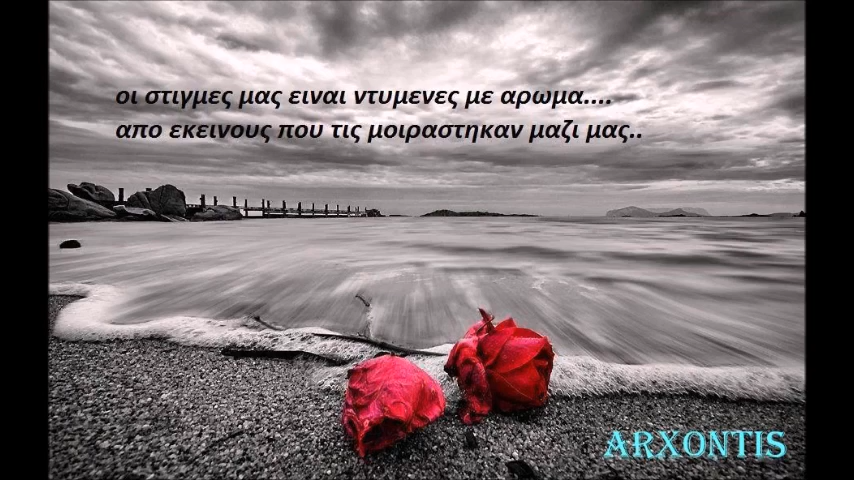 οι στιγμες μας ειναι ντυμενες με αρωμα....
απο εκεινους που τις μοιραστηκαν μαζι μας..
ARXONTIS